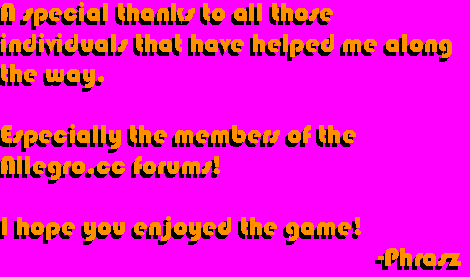 A special thanks to all those
individuals that have helped me along
the way.
Especially the members of the
Allegro.cc forums!
I hope you enjoyed the game!
-Phrasz